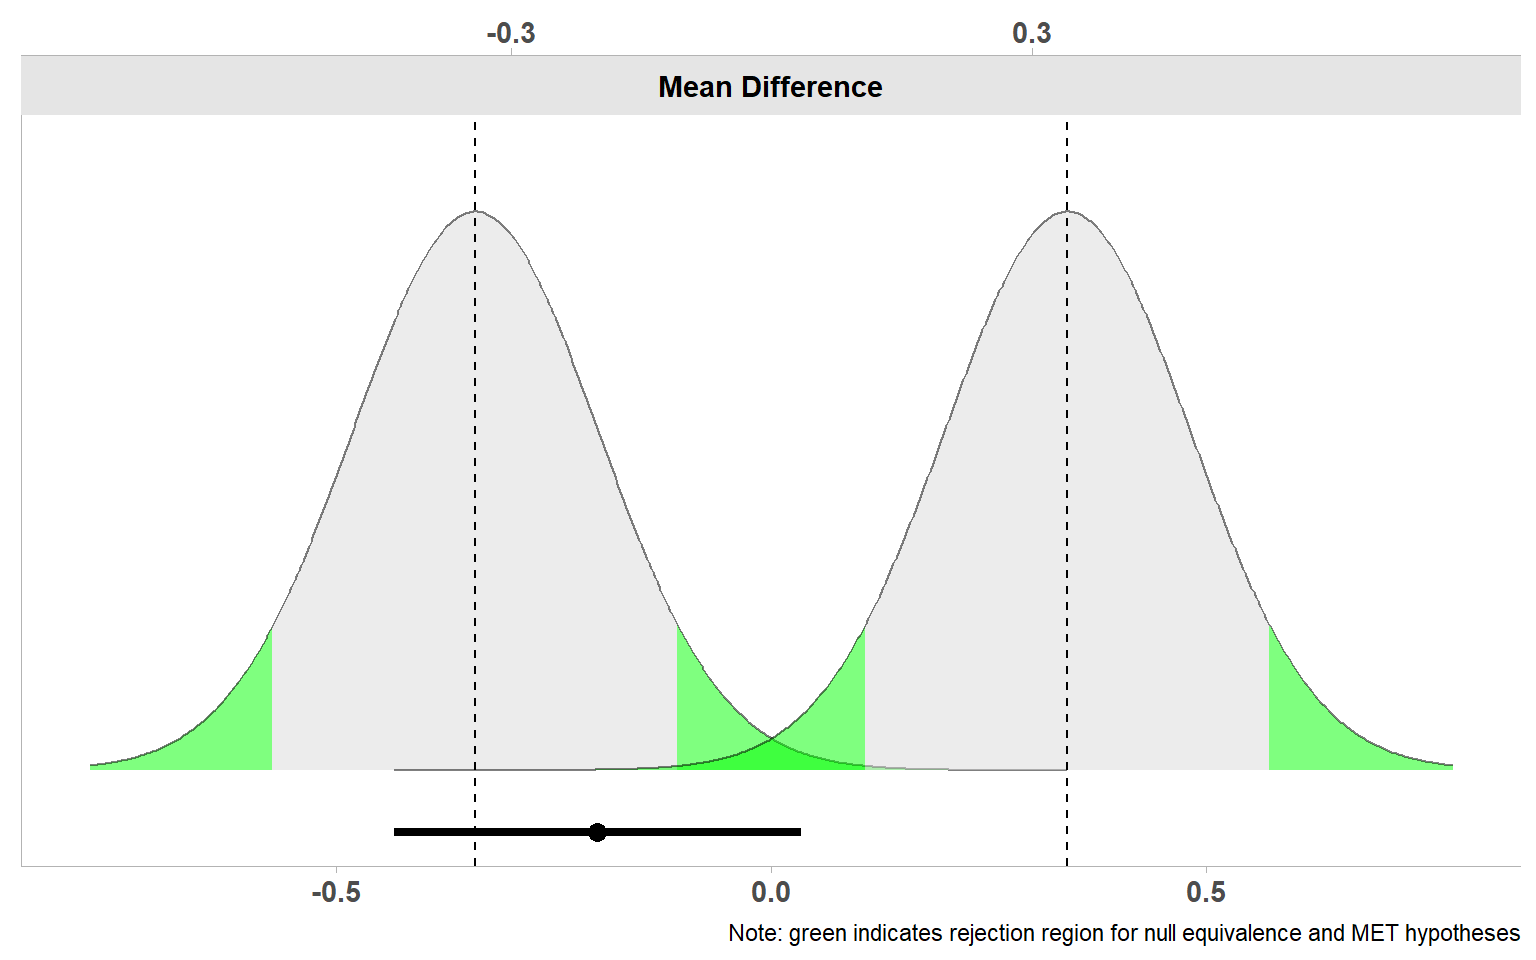 -0.3 0.3
Mean Difference
-0.5 0.0 0.5
Note: green indicates rejection region for null equivalence and MET hypotheses